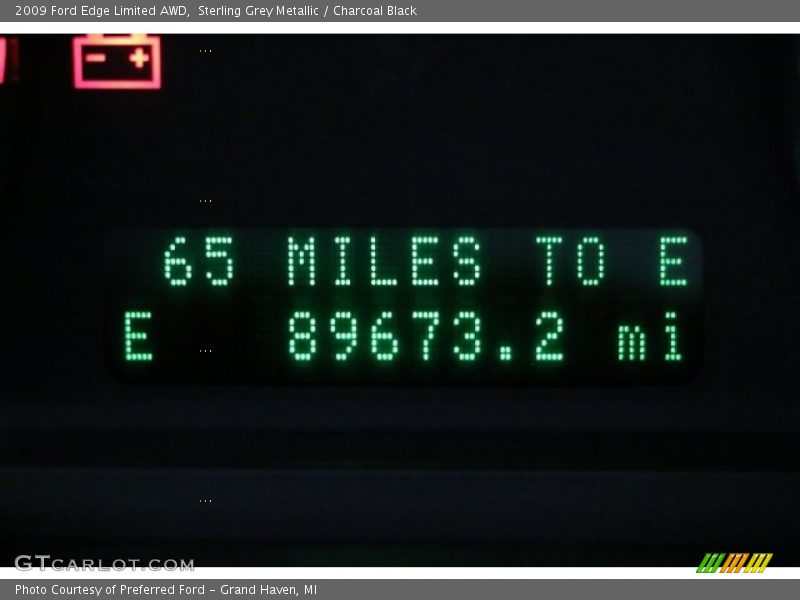 2009 Ford Edge Limited AWD,  Sterling Grey Metallic / Charcoal Black
65 MILES TO E
E 89673.2 mi
GTCARLOT.COM
Photo Courtesy of Preferred Ford - Grand Haven, MI